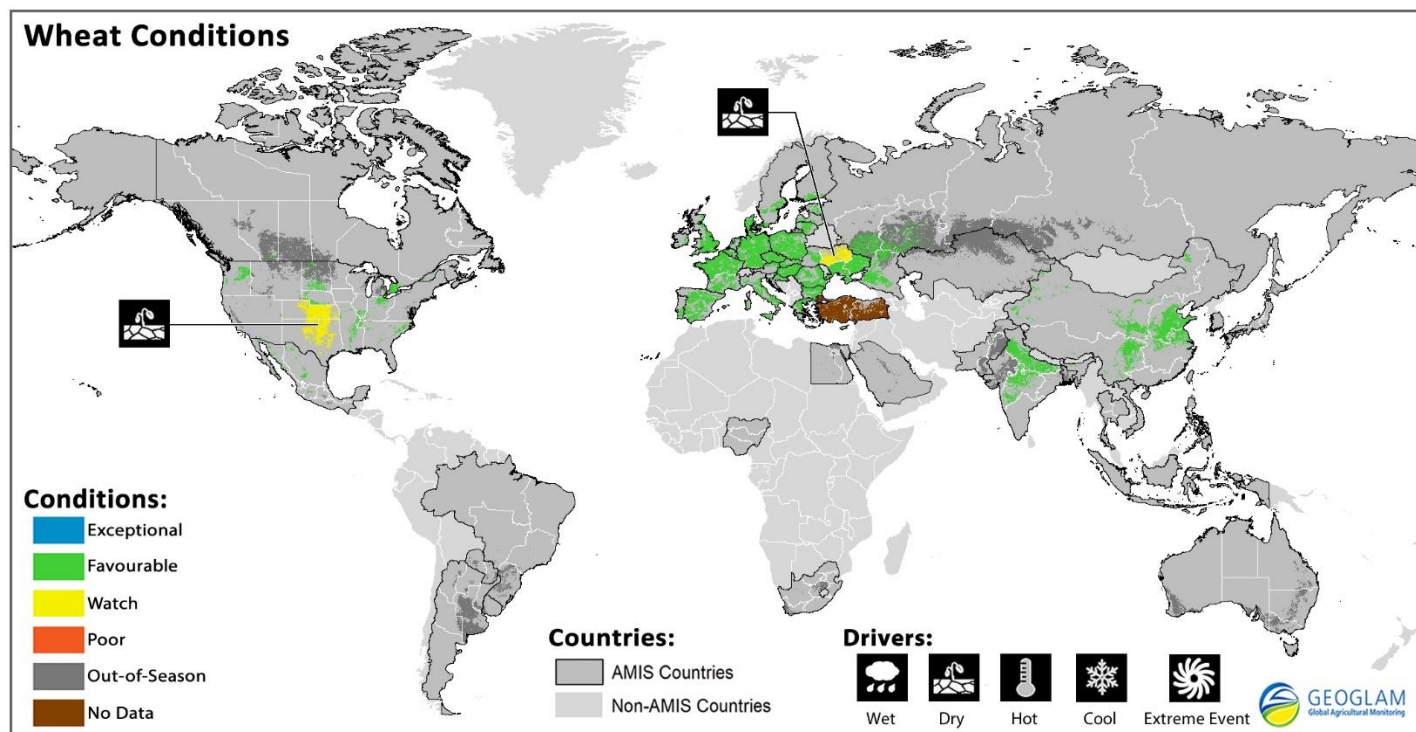 Wheat Conditions
Conditions:
Exceptional
Favourable
Watch
Poor
Out-of-Season
No Data
Countries:
AMIS Countries
Non-AMIS Countries
Drivers:
Wet
Dry
Hot
Cool
Extreme Event
GEOGLAM
Global Agricultural Monitoring